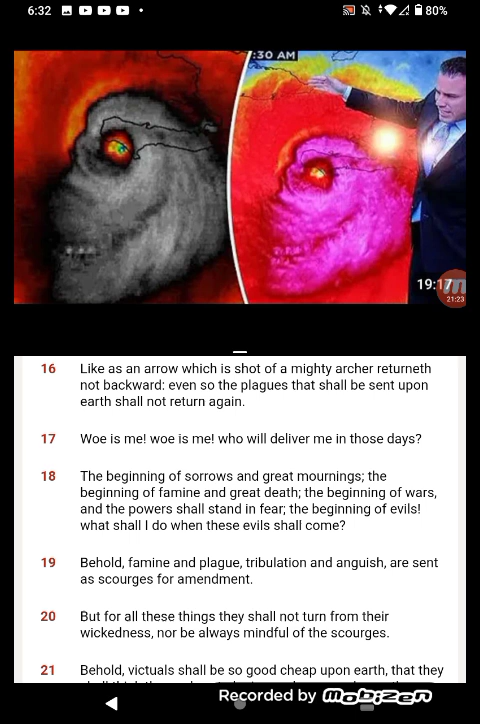 6:32
80%
:30 AM
19:17
21:23
16 Like as an arrow which is shot of a mighty archer returneth
not backward: even so the plagues that shall be sent upon
earth shall not return again.
17 Woe is me! woe is me! who will deliver me in those days?
18 The beginning of sorrows and great mournings; the
beginning of famine and great death; the beginning of wars,
and the powers shall stand in fear; the beginning of evils!
what shall I do when these evils shall come?
19 Behold, famine and plague, tribulation and anguish, are sent
as scourges for amendment.
20 But for all these things they shall not turn from their
wickedness, nor be always mindful of the scourges.
21 Behold, victuals shall be so good cheap upon earth, that they
Recorded by Mobizen